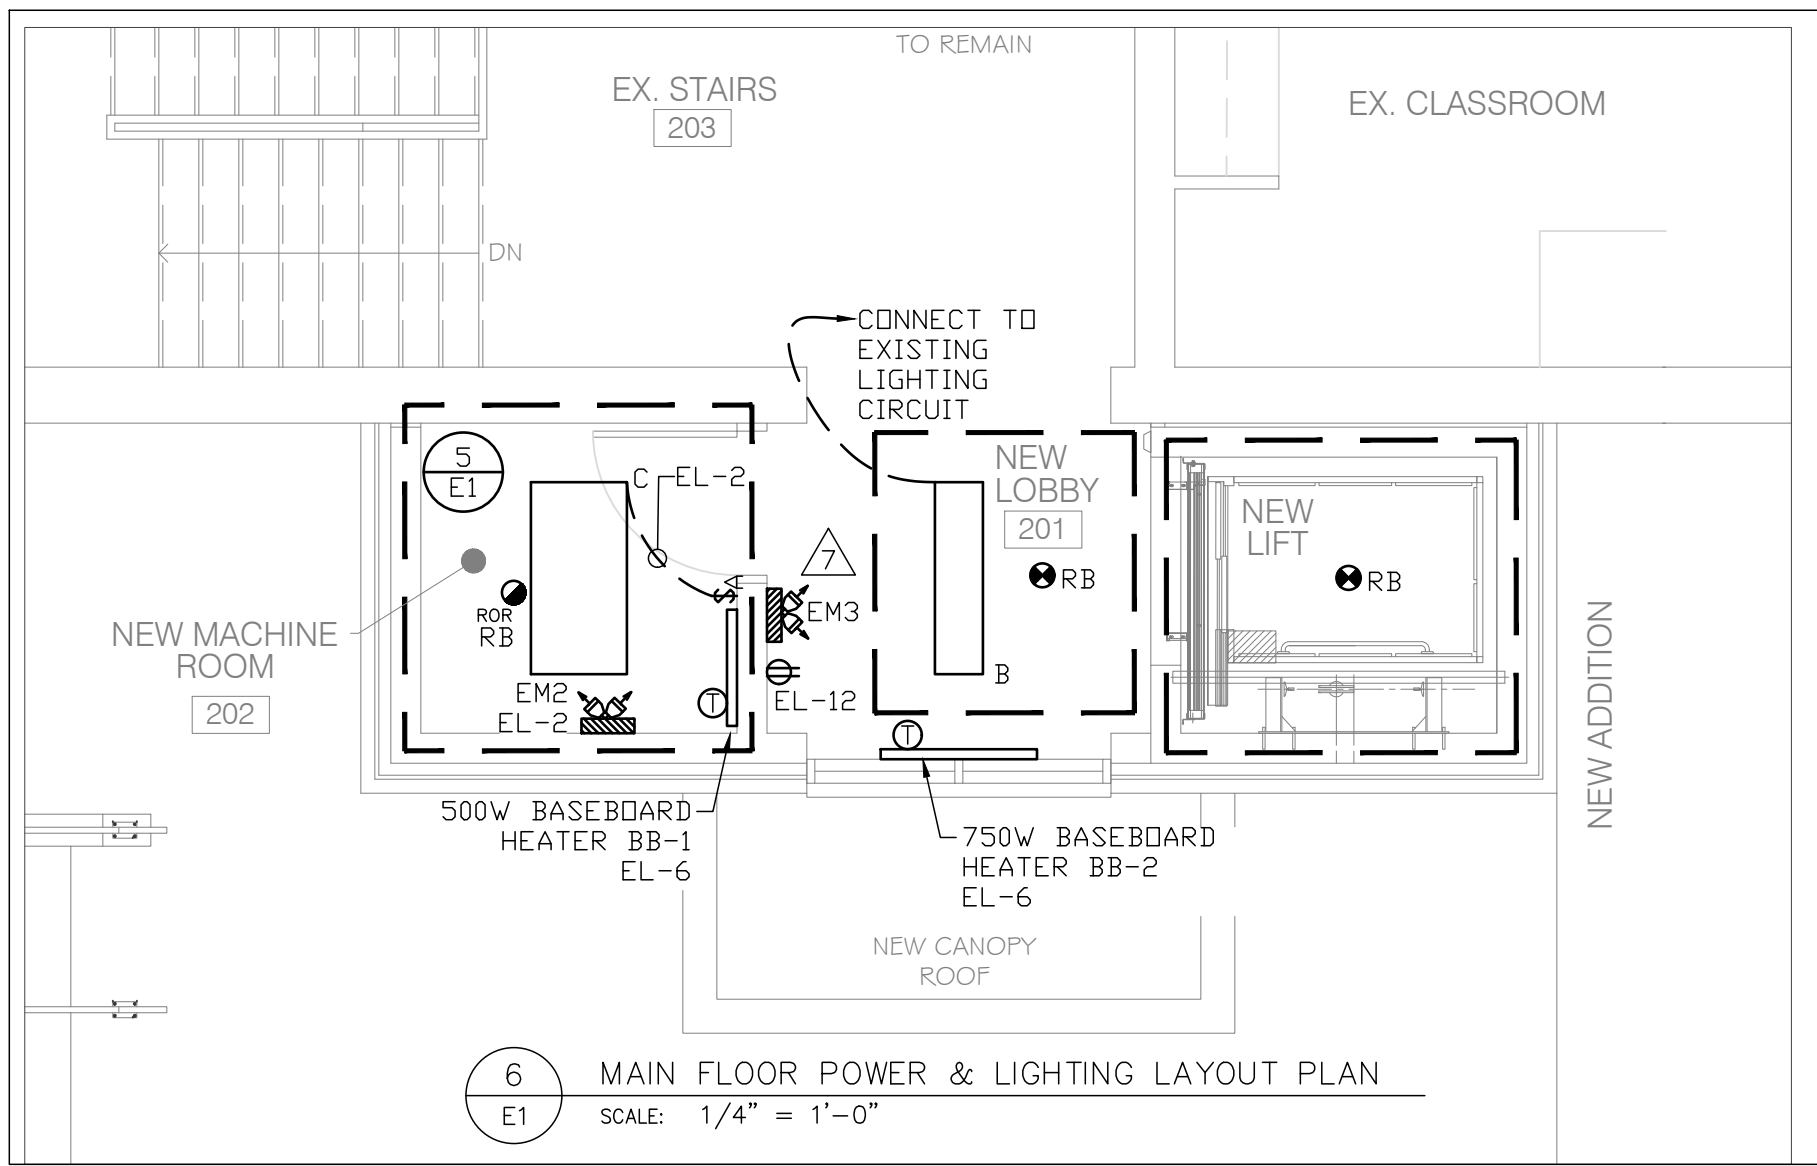 TO REMAIN
EX. STAIRS
203
EX. CLASSROOM
DN
CONNECT TO
EXISTING
LIGHTING
CIRCUIT
5
E1
C
EL-2
NEW
LOBBY
201
NEW
LIFT
7
RB
RB
$
ROR
RB
EM3
NEW MACHINE
ROOM
202
EM2
EL-2
T
EL-12
B
T
NEW ADDITION
500W BASEBOARD
HEATER BB-1
EL-6
750W BASEBOARD
HEATER BB-2
EL-6
NEW CANOPY
ROOF
6
E1
MAIN FLOOR POWER & LIGHTING LAYOUT PLAN
SCALE: 1/4" = 1'-0"